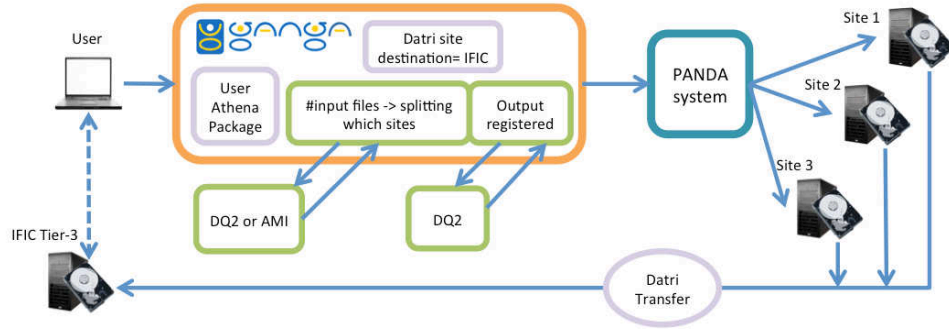 User
ganga
Datri site
destination= IFIC
User
Athena
Package
#input files -> splitting
which sites
Output
registered
DQ2 or AMI
DQ2
PANDA
system
Site 1
Site 2
Site 3
IFIC Tier-3
Datri
Transfer